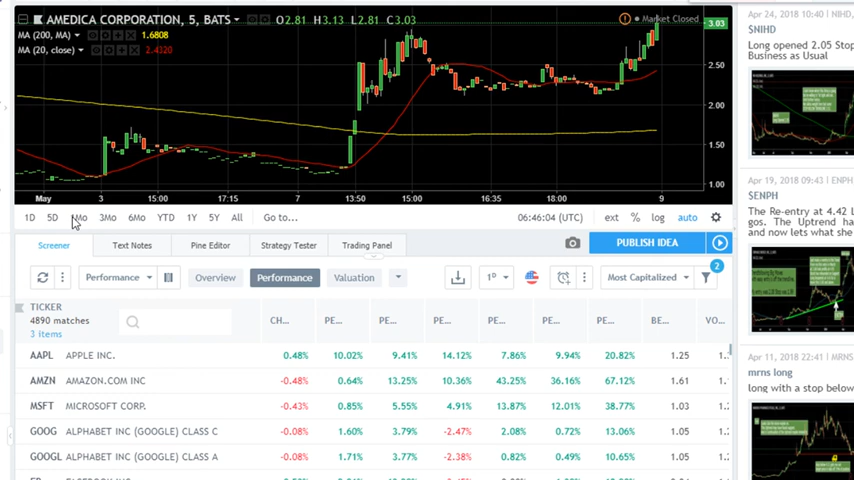 AMEDICA CORPORATION, 5, BATS O2.81 H3.13 L2.81 C3.03
Market Closed
MA (200, MA) 1.6808
MA (20, close) 2.4320
3.03
2.50
2.00
1.50
1.00
May 3 15:00 17:15 7 13:50 15:00 16:35 18:00 9
1D 5D 1Mo 3Mo 6Mo YTD 1Y 5Y All Go to...
06:46:04 (UTC) ext % log auto
Screener Text Notes Pine Editor Strategy Tester Trading Panel
PUBLISH IDEA
Performance Overview Performance Valuation
1D Most Capitalized 2
TICKER
4890 matches
3 items
CH... PE... PE... PE... PE... PE... PE... BE... VO...
AAPL APPLE INC. 0.48% 10.02% 9.41% 14.12% 7.86% 9.94% 20.82% 1.25
AMZN AMAZON.COM INC -0.48% 0.64% 13.25% 10.36% 43.25% 36.16% 67.12% 1.61
MSFT MICROSOFT CORP. -0.43% 0.85% 5.55% 4.91% 13.87% 12.01% 38.77% 1.03
GOOG ALPHABET INC (GOOGLE) CLASS C -0.08% 1.60% 3.79% -2.47% 2.08% 0.72% 13.06% 1.05
GOOGL ALPHABET INC (GOOGLE) CLASS A -0.08% 1.71% 3.77% -2.38% 0.82% 0.49% 10.65% 1.05
Apr 24, 2018 10:40 | NIHD,
$NIHD
Long opened 2.05 Stop
Business as Usual
Apr 19, 2018 09:43 | ENPH
$ENPH
The Re-entry at 4.42 L
gos. The Uptrend ha
and now lets what she
Apr 11, 2018 22:41 | MRNS
mrns long
long with a stop below